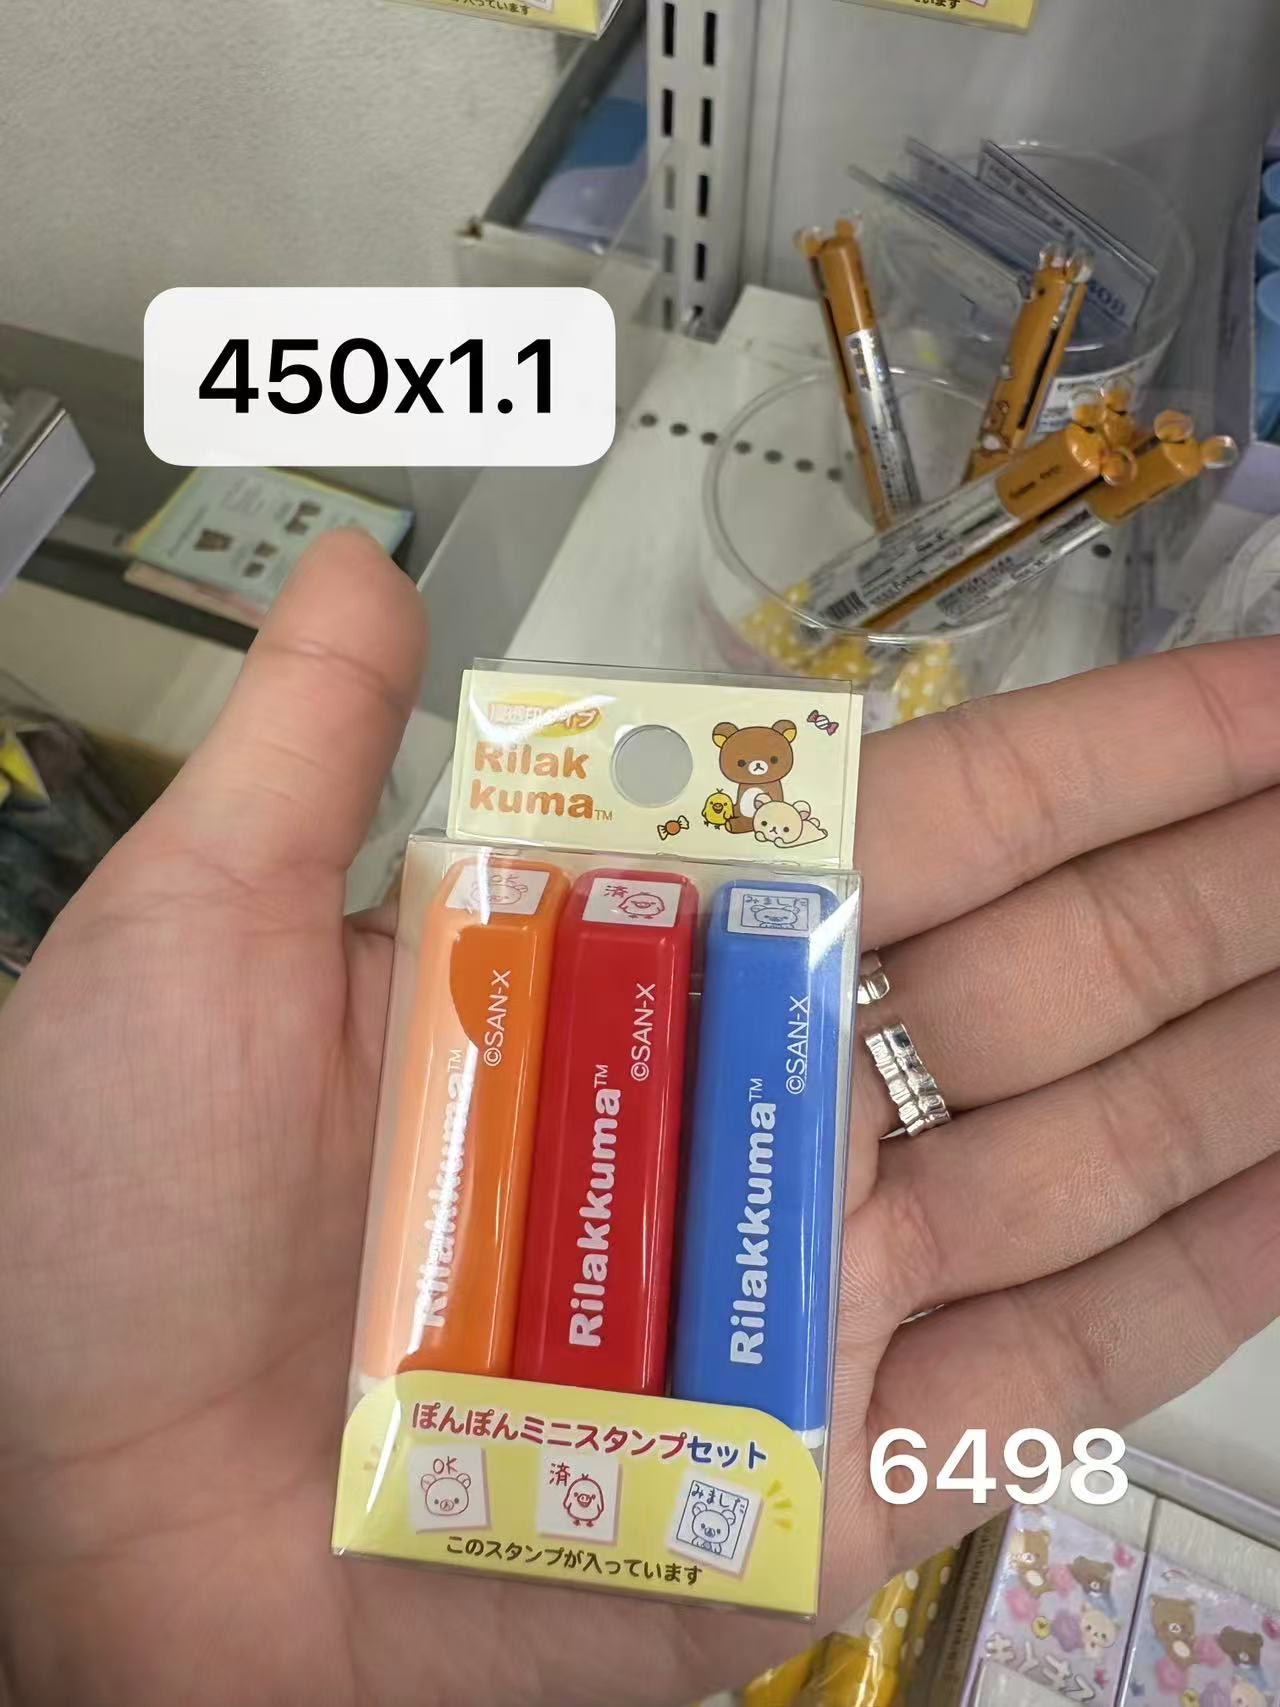 450x1.1
Rilak
kuma™
OK
済
みました
©SAN-X
©SAN-X
©SAN-X
Rilakkuma™
Rilakkuma™
Rilakkuma™
ぽんぽんミニスタンプセット
OK
済
みました
このスタンプが入っています
6498